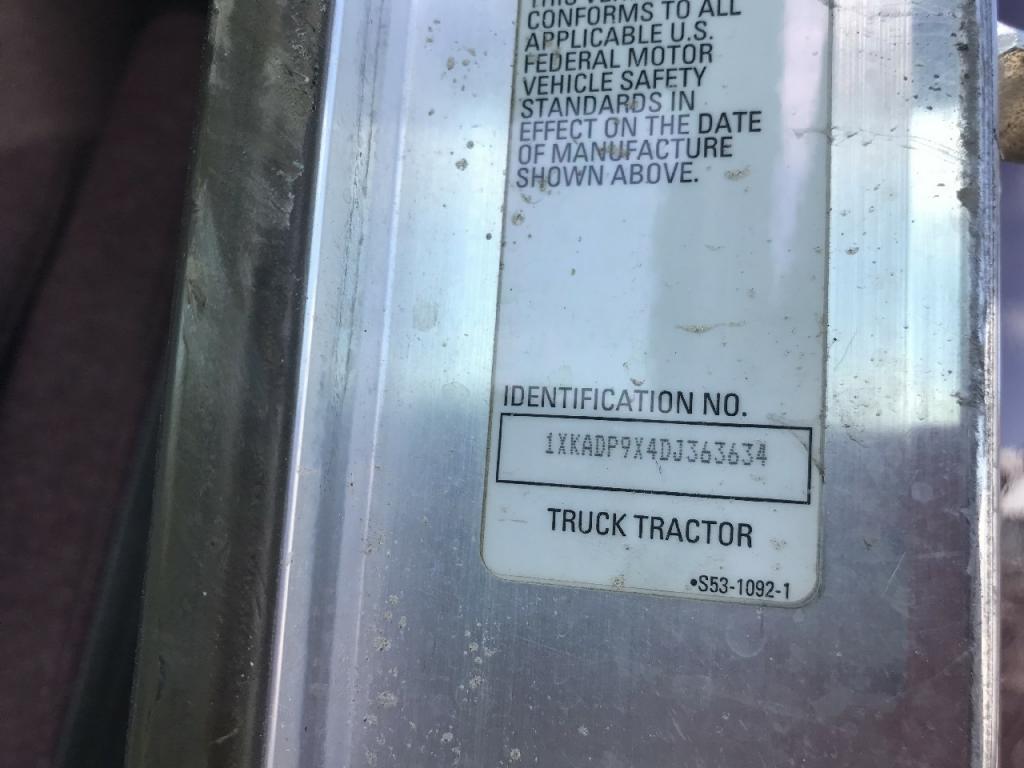 CONFORMS TO ALL
APPLICABLE U.S.
FEDERAL MOTOR
VEHICLE SAFETY
STANDARDS IN
EFFECT ON THE DATE
OF MANUFACTURE
SHOWN ABOVE.
IDENTIFICATION NO.
1XKADP9X4DJ363634
TRUCK TRACTOR
•S53-1092-1